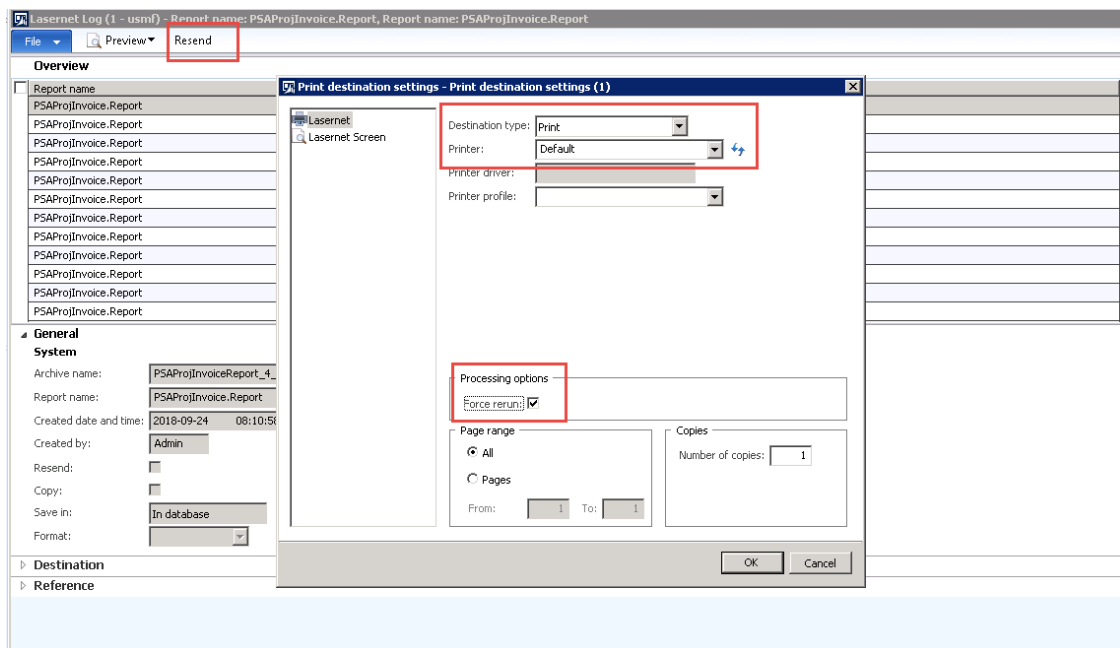 Lasernet Log (1 - usmf) - Report name: PSAProjInvoice.Report, Report name: PSAProjInvoice.Report
File Preview Resend
Overview
Report name
PSAProjInvoice.Report
PSAProjInvoice.Report
PSAProjInvoice.Report
PSAProjInvoice.Report
PSAProjInvoice.Report
PSAProjInvoice.Report
PSAProjInvoice.Report
PSAProjInvoice.Report
PSAProjInvoice.Report
PSAProjInvoice.Report
PSAProjInvoice.Report
PSAProjInvoice.Report
General
System
Archive name: PSAProjInvoiceReport_4_
Report name: PSAProjInvoice.Report
Created date and time: 2018-09-24 08:10:58
Created by: Admin
Resend:
Copy:
Save in: In database
Format:
Destination
Reference
Print destination settings - Print destination settings (1)
Lasernet
Lasernet Screen
Destination type: Print
Printer: Default
Printer driver:
Printer profile:
Processing options
Force rerun:
Page range
All
Pages
From: 1 To: 1
Copies
Number of copies: 1
OK Cancel